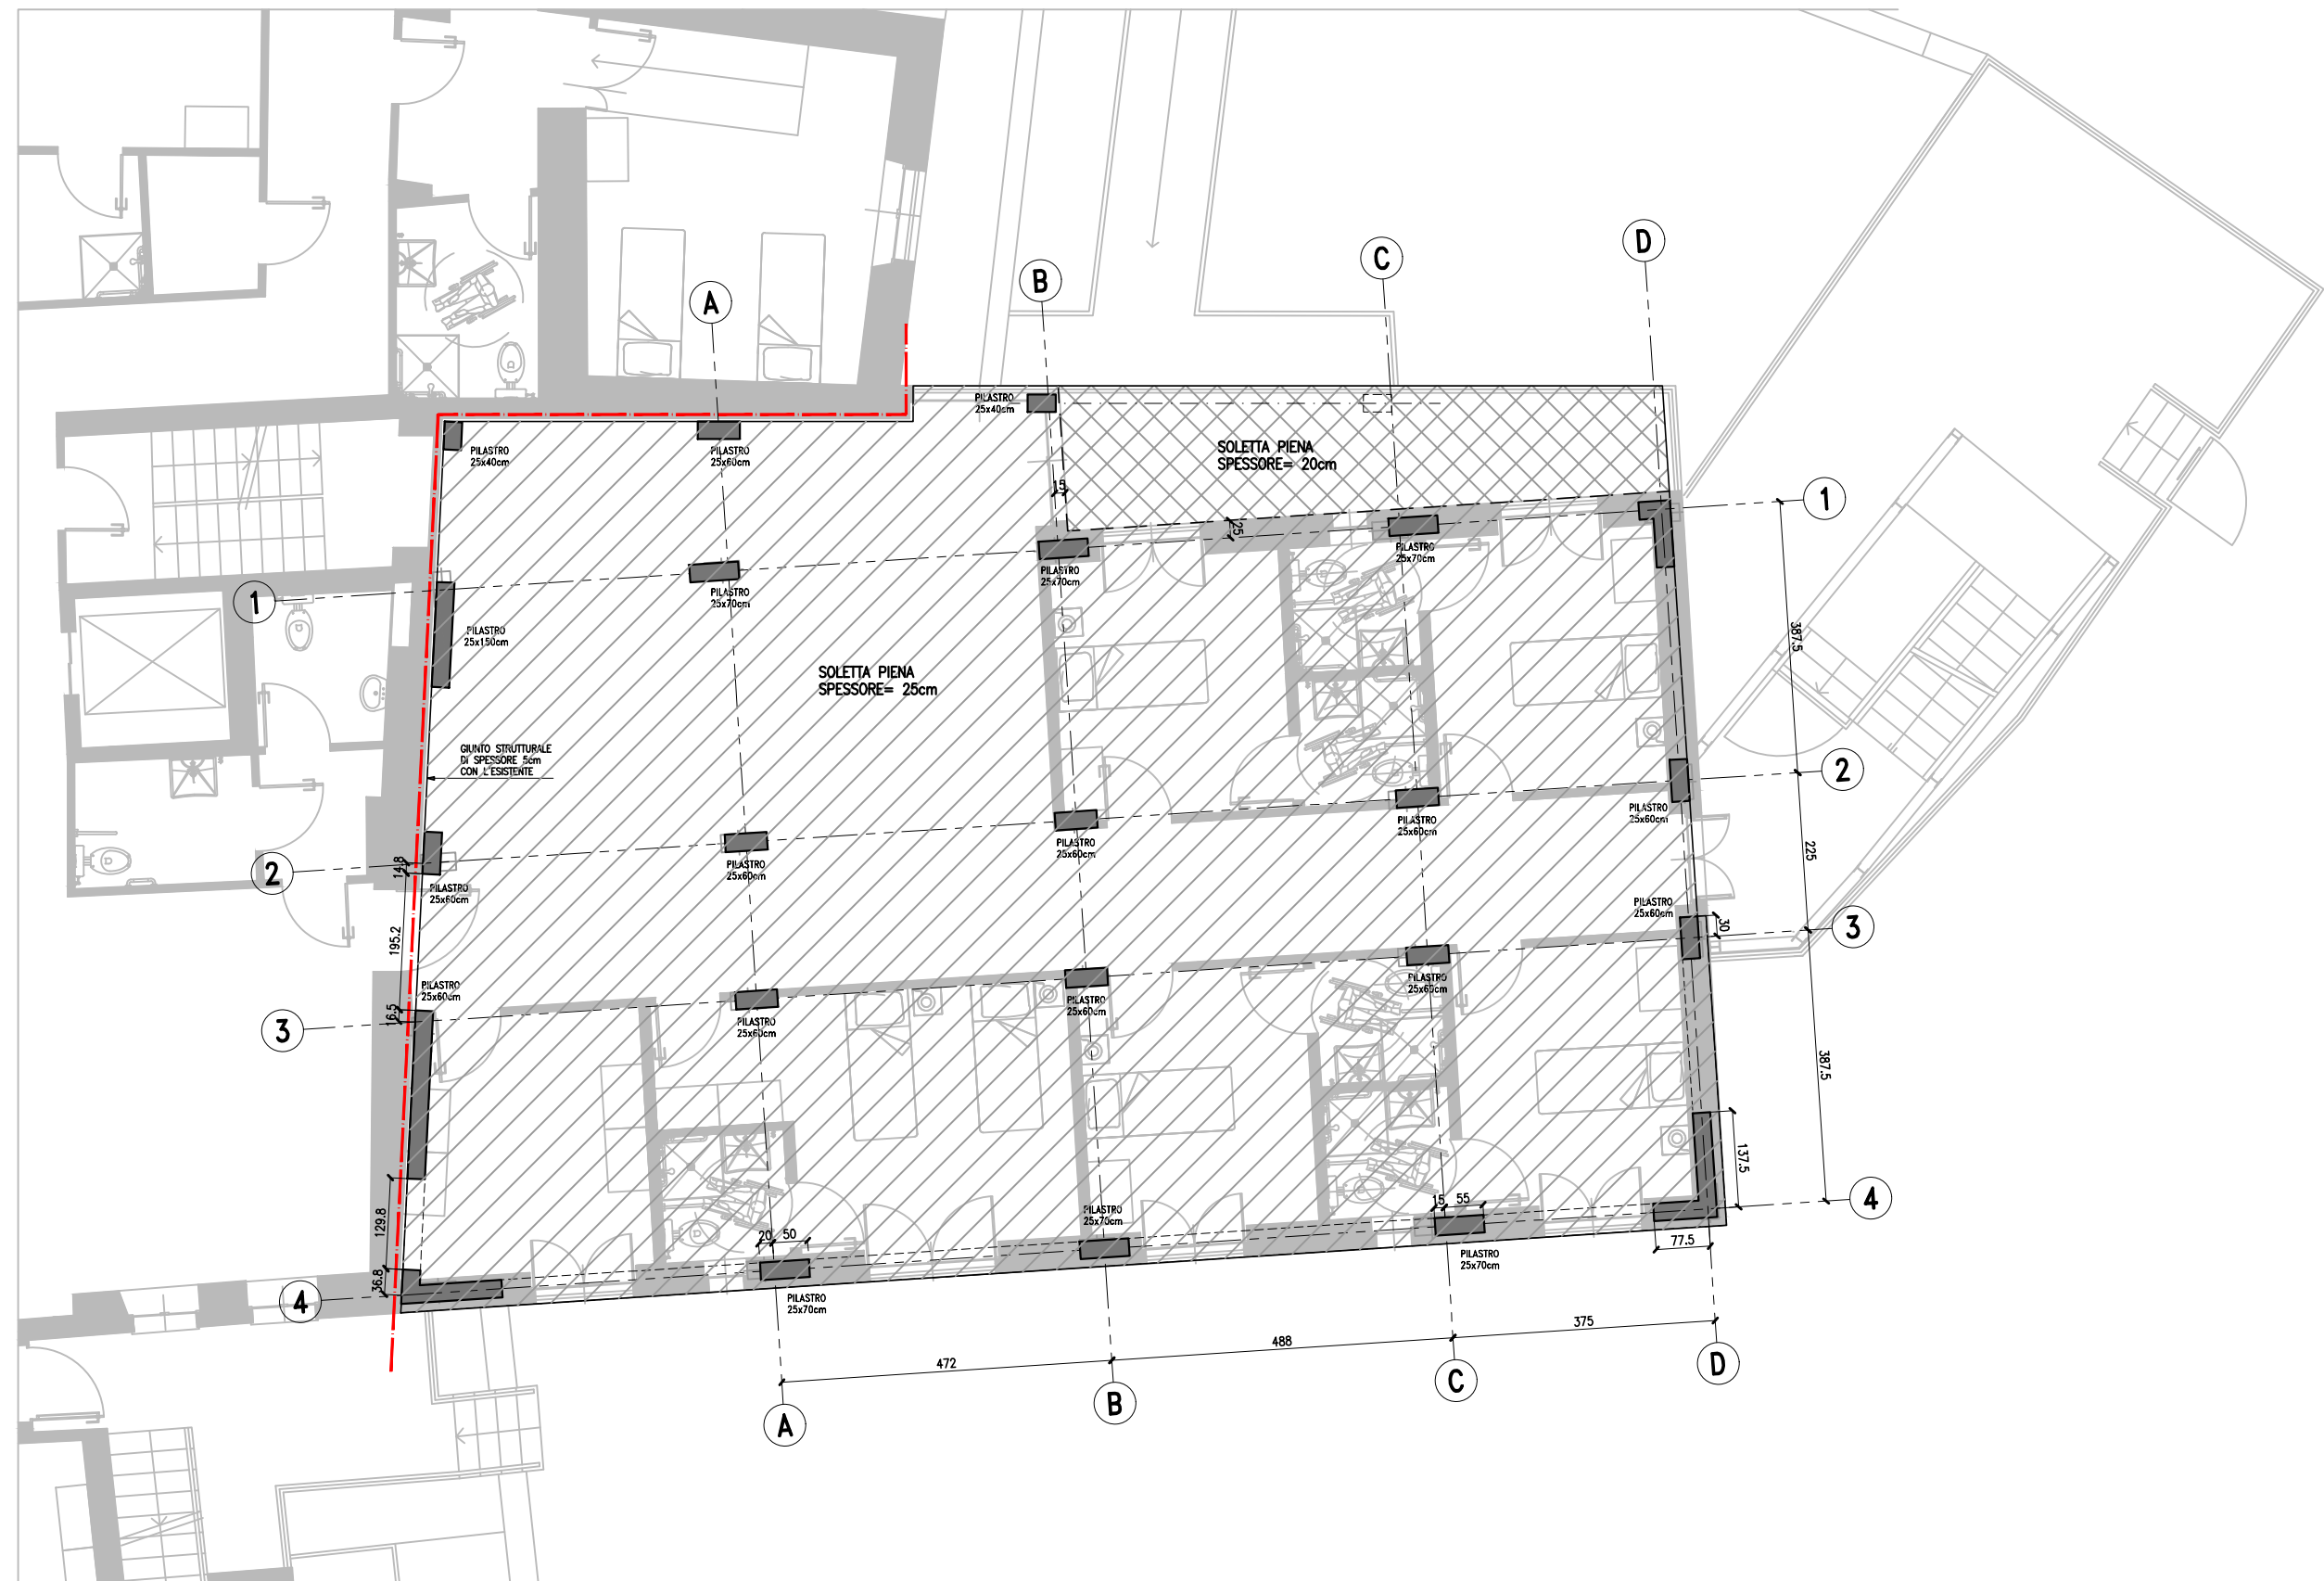 D
C
B
A
PILASTRO
25x40cm
SOLETTA PIENA
SPESSORE= 20cm
PILASTRO
25x40cm
PILASTRO
25x60cm
15
25
1
1
PILASTRO
25x70cm
PILASTRO
25x70cm
PILASTRO
25x70cm
PILASTRO
25x150cm
387.5
SOLETTA PIENA
SPESSORE= 25cm
GIUNTO STRUTTURALE
DI SPESSORE 5cm
CON L'ESISTENTE
2
PILASTRO
25x60cm
PILASTRO
25x60cm
PILASTRO
25x60cm
PILASTRO
25x60cm
225
14.8
2
PILASTRO
25x60cm
PILASTRO
25x60cm
30
3
195.2
PILASTRO
25x60cm
PILASTRO
25x60cm
PILASTRO
25x60cm
PILASTRO
25x60cm
16.5
3
387.5
137.5
PILASTRO
25x70cm
15
55
4
129.8
20
50
77.5
36.8
4
PILASTRO
25x70cm
PILASTRO
25x70cm
472
488
375
D
C
B
A